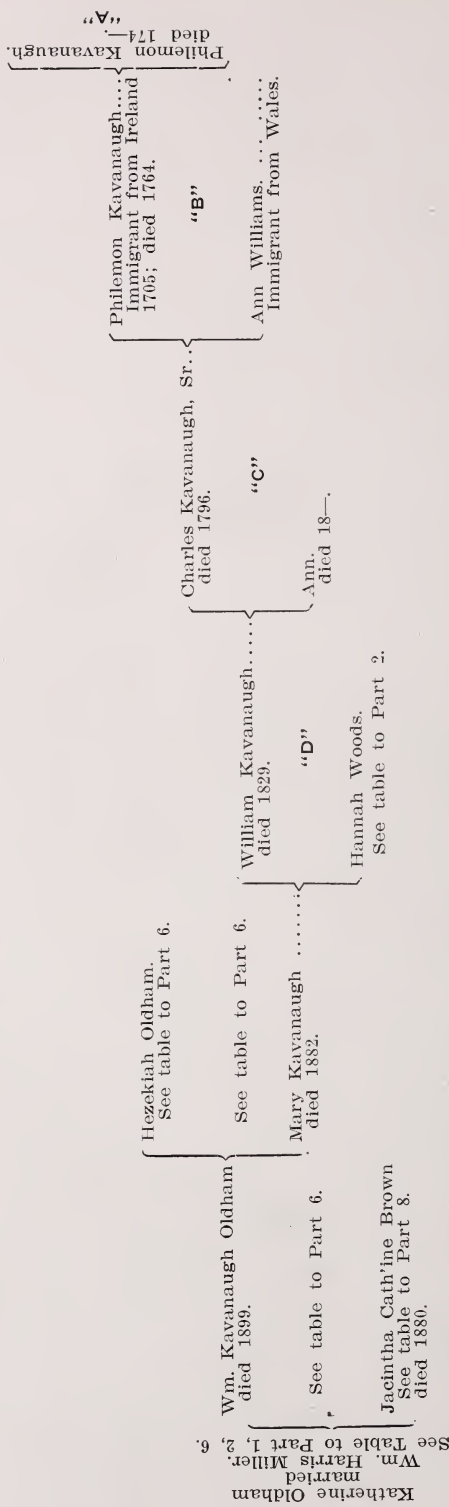 Katherine Oldham
married
Wm. Harris Miller.
See Table to Part 1, 2, 6.
Wm. Kavanaugh Oldham
died 1899.
See table to Part 6.
Jacintha Cath'ine Brown
See table to Part 8.
died 1880.
Hezekiah Oldham.
See table to Part 6.
See table to Part 6.
Mary Kavanaugh .......
died 1882.
William Kavanaugh......
died 1829.
"D"
Hannah Woods.
See table to Part 2.
Charles Kavanaugh, Sr...
died 1796.
"C"
Ann.
died 18—.
Philemon Kavanaugh....
Immigrant from Ireland
1705; died 1764.
"B"
Ann Williams. ... ......
Immigrant from Wales.
Philemon Kavanaugh.
died 174—.
"A"